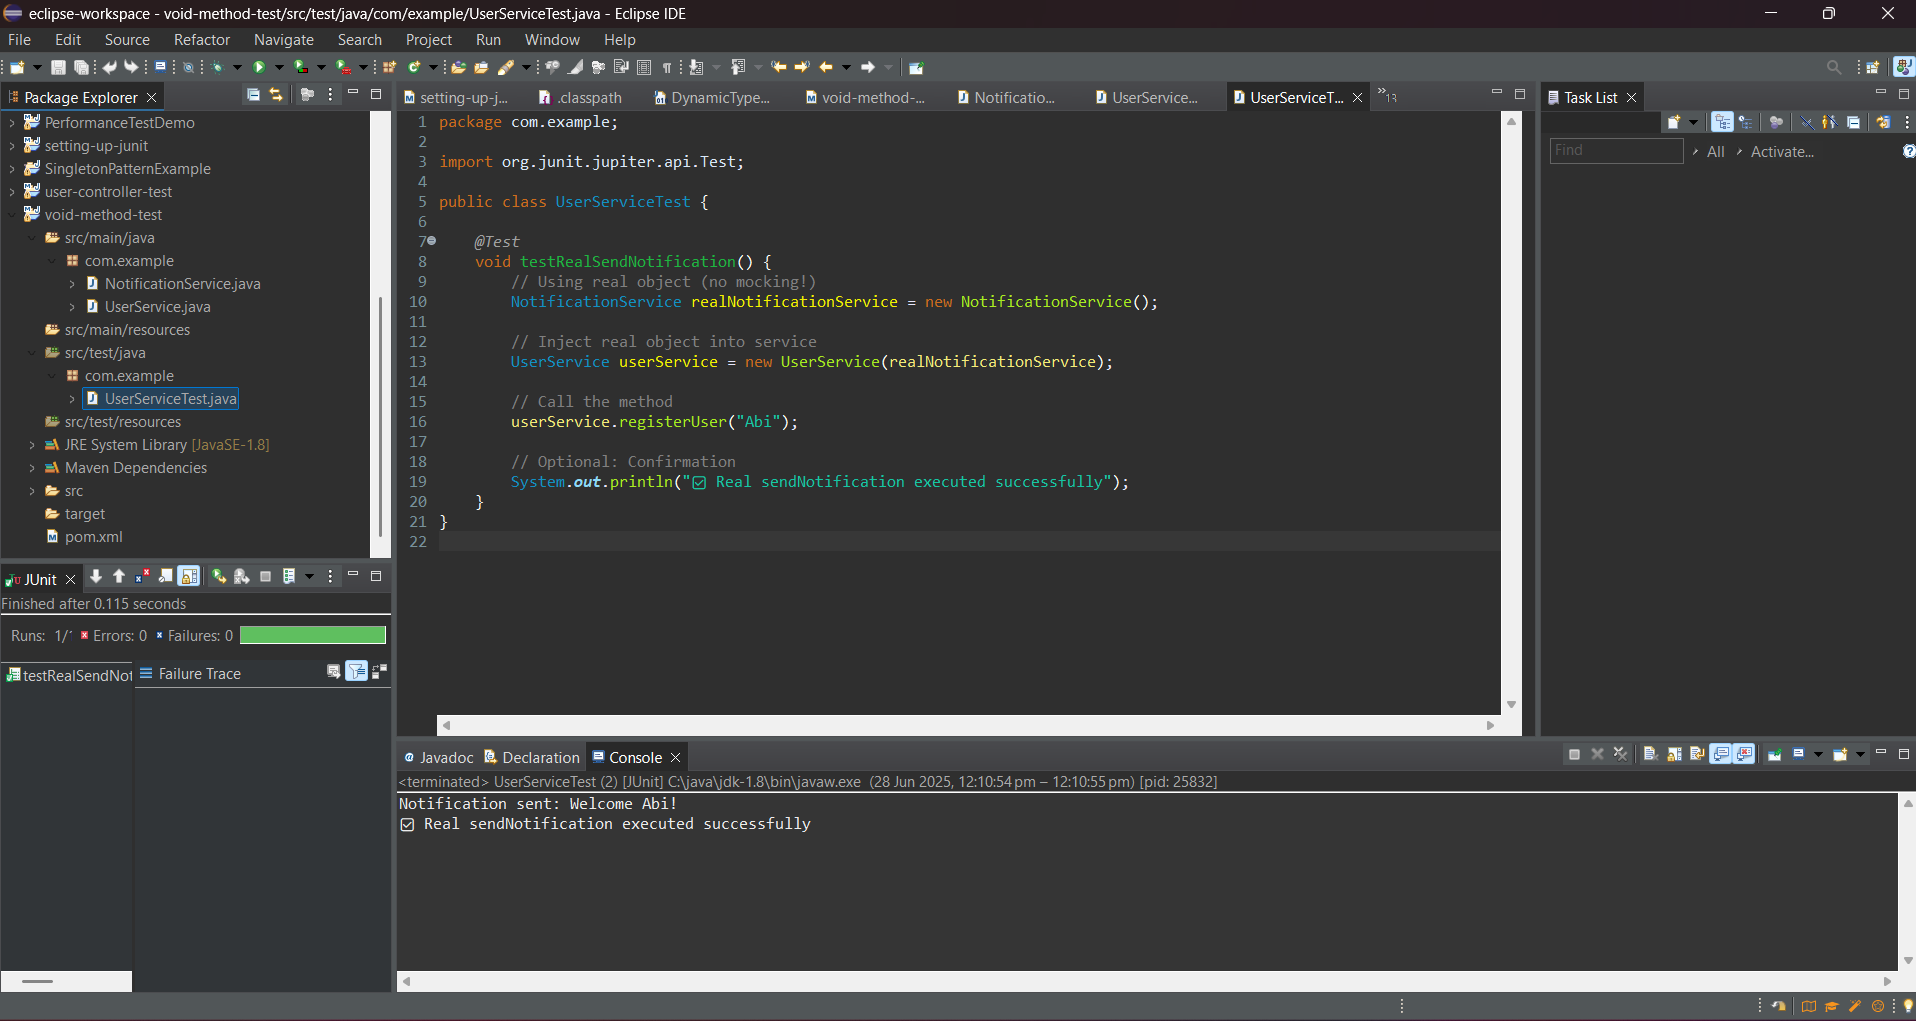 eclipse-workspace - void-method-test/src/test/java/com/example/UserServiceTest.java - Eclipse IDE
File Edit Source Refactor Navigate Search Project Run Window Help
Package Explorer
PerformanceTestDemo
setting-up-junit
SingletonPatternExample
user-controller-test
void-method-test
src/main/java
com.example
NotificationService.java
UserService.java
src/main/resources
src/test/java
com.example
UserServiceTest.java
src/test/resources
JRE System Library [JavaSE-1.8]
Maven Dependencies
src
target
pom.xml
JUnit
Finished after 0.115 seconds
Runs: 1/1 Errors: 0 Failures: 0
testRealSendNot
Failure Trace
setting-up-j... .classpath DynamicType... void-method-... Notificatio... UserService... UserServiceT... »13
1 package com.example;
2
3 import org.junit.jupiter.api.Test;
4
5 public class UserServiceTest {
6
7 @Test
8 void testRealSendNotification() {
9 // Using real object (no mocking!)
10 NotificationService realNotificationService = new NotificationService();
11
12 // Inject real object into service
13 UserService userService = new UserService(realNotificationService);
14
15 // Call the method
16 userService.registerUser("Abi");
17
18 // Optional: Confirmation
19 System.out.println("☑ Real sendNotification executed successfully");
20 }
21 }
22
Task List
Find All Activate...
Javadoc Declaration Console
<terminated> UserServiceTest (2) [JUnit] C:\java\jdk-1.8\bin\javaw.exe (28 Jun 2025, 12:10:54 pm – 12:10:55 pm) [pid: 25832]
Notification sent: Welcome Abi!
☑ Real sendNotification executed successfully